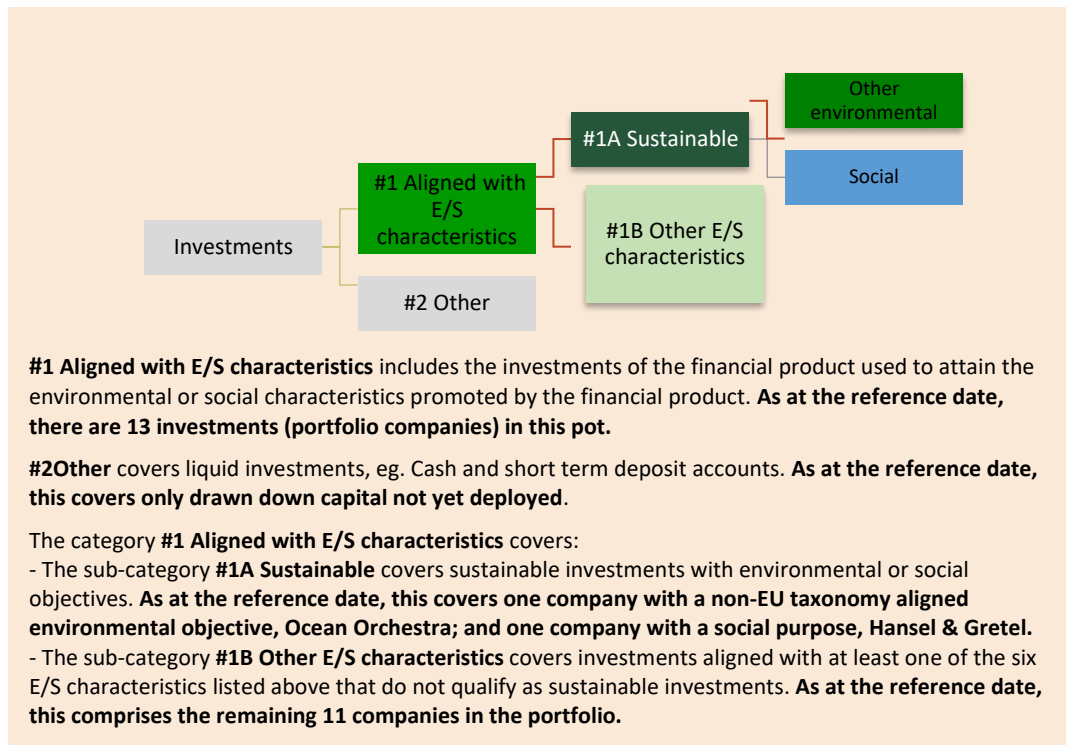 Other
environmental
#1A Sustainable
Social
#1 Aligned with
E/S
characteristics
#1B Other E/S
characteristics
Investments
#2 Other
#1 Aligned with E/S characteristics includes the investments of the financial product used to attain the
environmental or social characteristics promoted by the financial product. As at the reference date,
there are 13 investments (portfolio companies) in this pot.
#2Other covers liquid investments, eg. Cash and short term deposit accounts. As at the reference date,
this covers only drawn down capital not yet deployed.
The category #1 Aligned with E/S characteristics covers:
- The sub-category #1A Sustainable covers sustainable investments with environmental or social
objectives. As at the reference date, this covers one company with a non-EU taxonomy aligned
environmental objective, Ocean Orchestra; and one company with a social purpose, Hansel & Gretel.
- The sub-category #1B Other E/S characteristics covers investments aligned with at least one of the six
E/S characteristics listed above that do not qualify as sustainable investments. As at the reference date,
this comprises the remaining 11 companies in the portfolio.